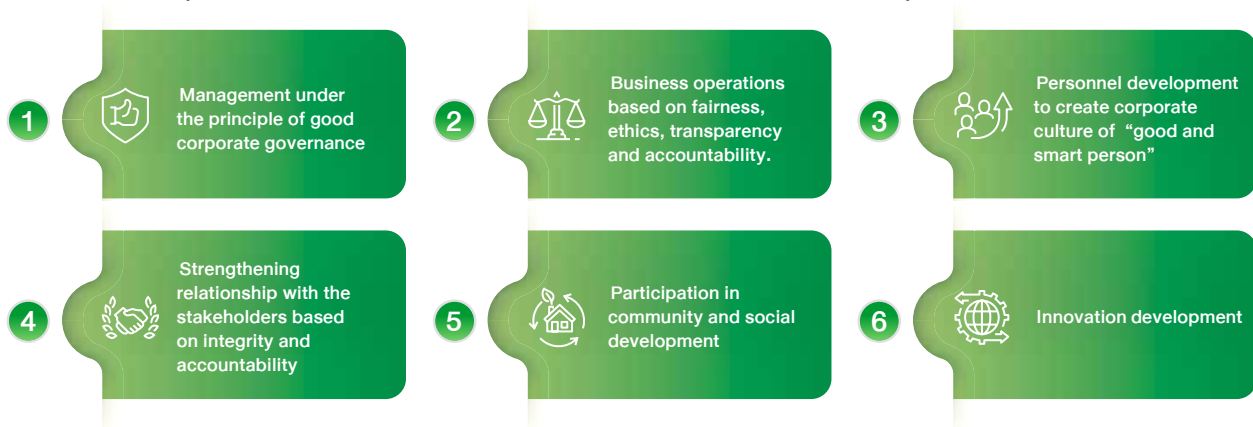 1
Management under
the principle of good
corporate governance
2
Business operations
based on fairness,
ethics, transparency
and accountability.
3
Personnel development
to create corporate
culture of “good and
smart person”
4
Strengthening
relationship with the
stakeholders based
on integrity and
accountability
5
Participation in
community and social
development
6
Innovation development